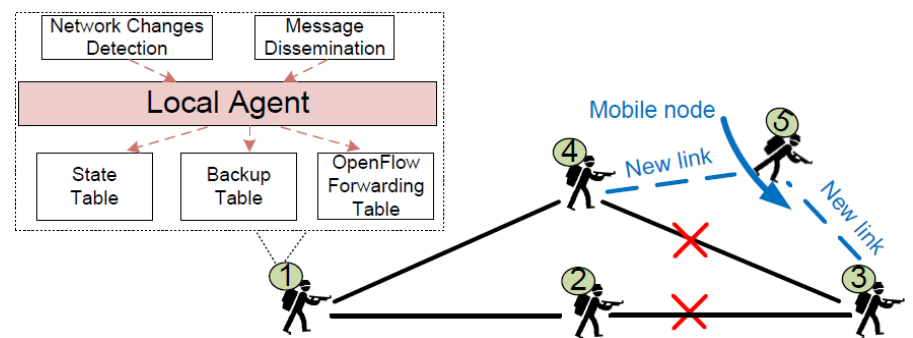 Network Changes
Detection
Message
Dissemination
Local Agent
State
Table
Backup
Table
OpenFlow
Forwarding
Table
Mobile node
5
4
New link
New link
1
2
3